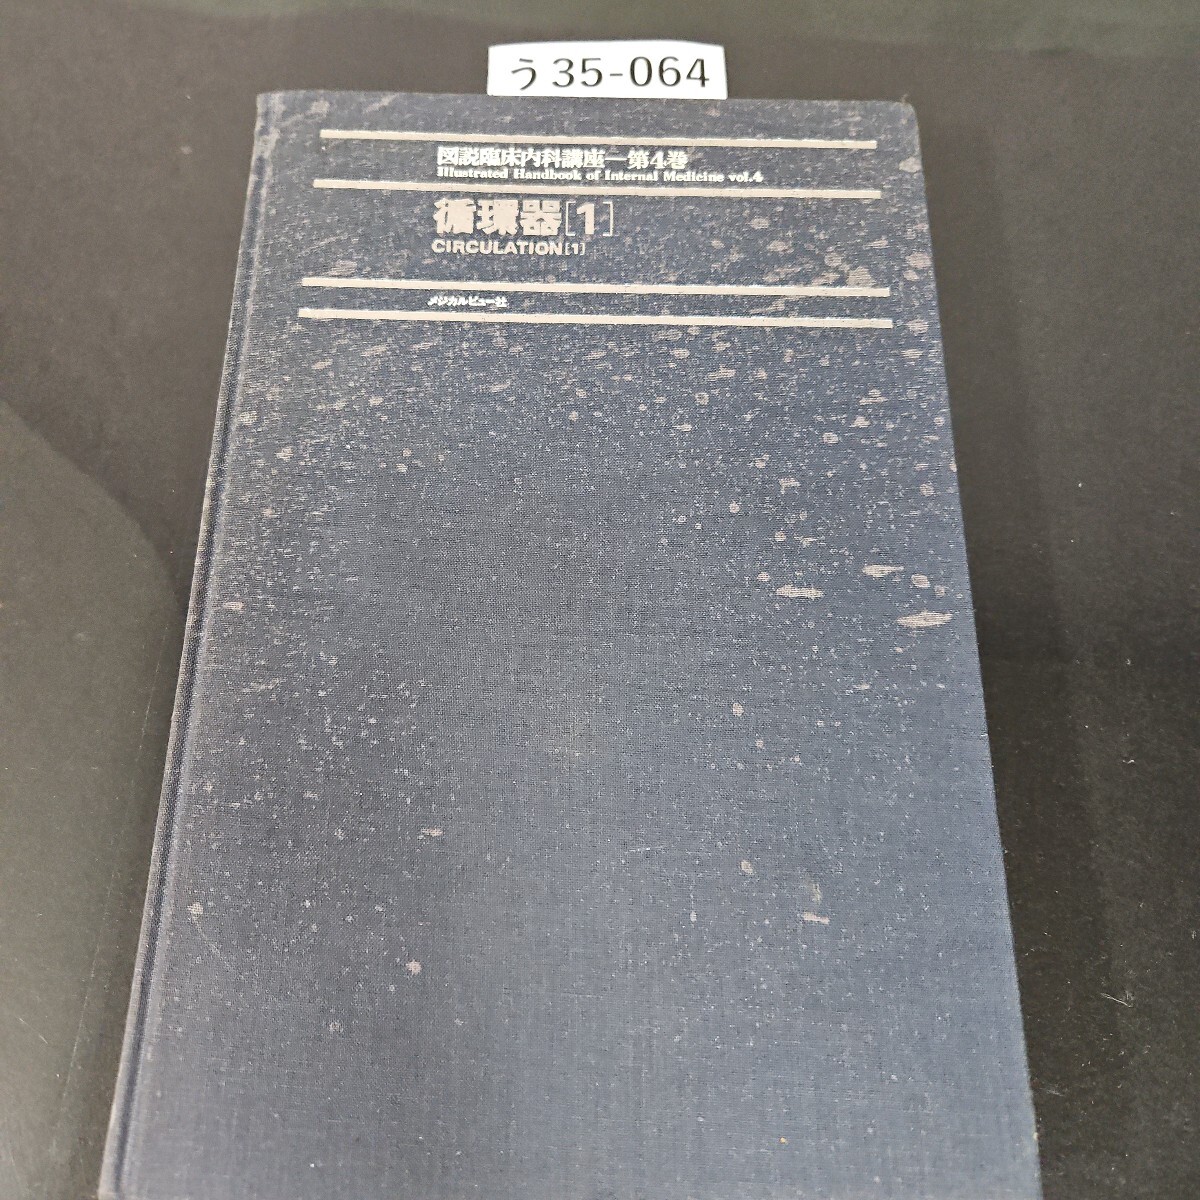 う35-064
図説臨床内科講座―第4巻
Illustrated Handbook of Internal Medicine vol.4
循環器[1]
CIRCULATION[1]
メジカルビュー社